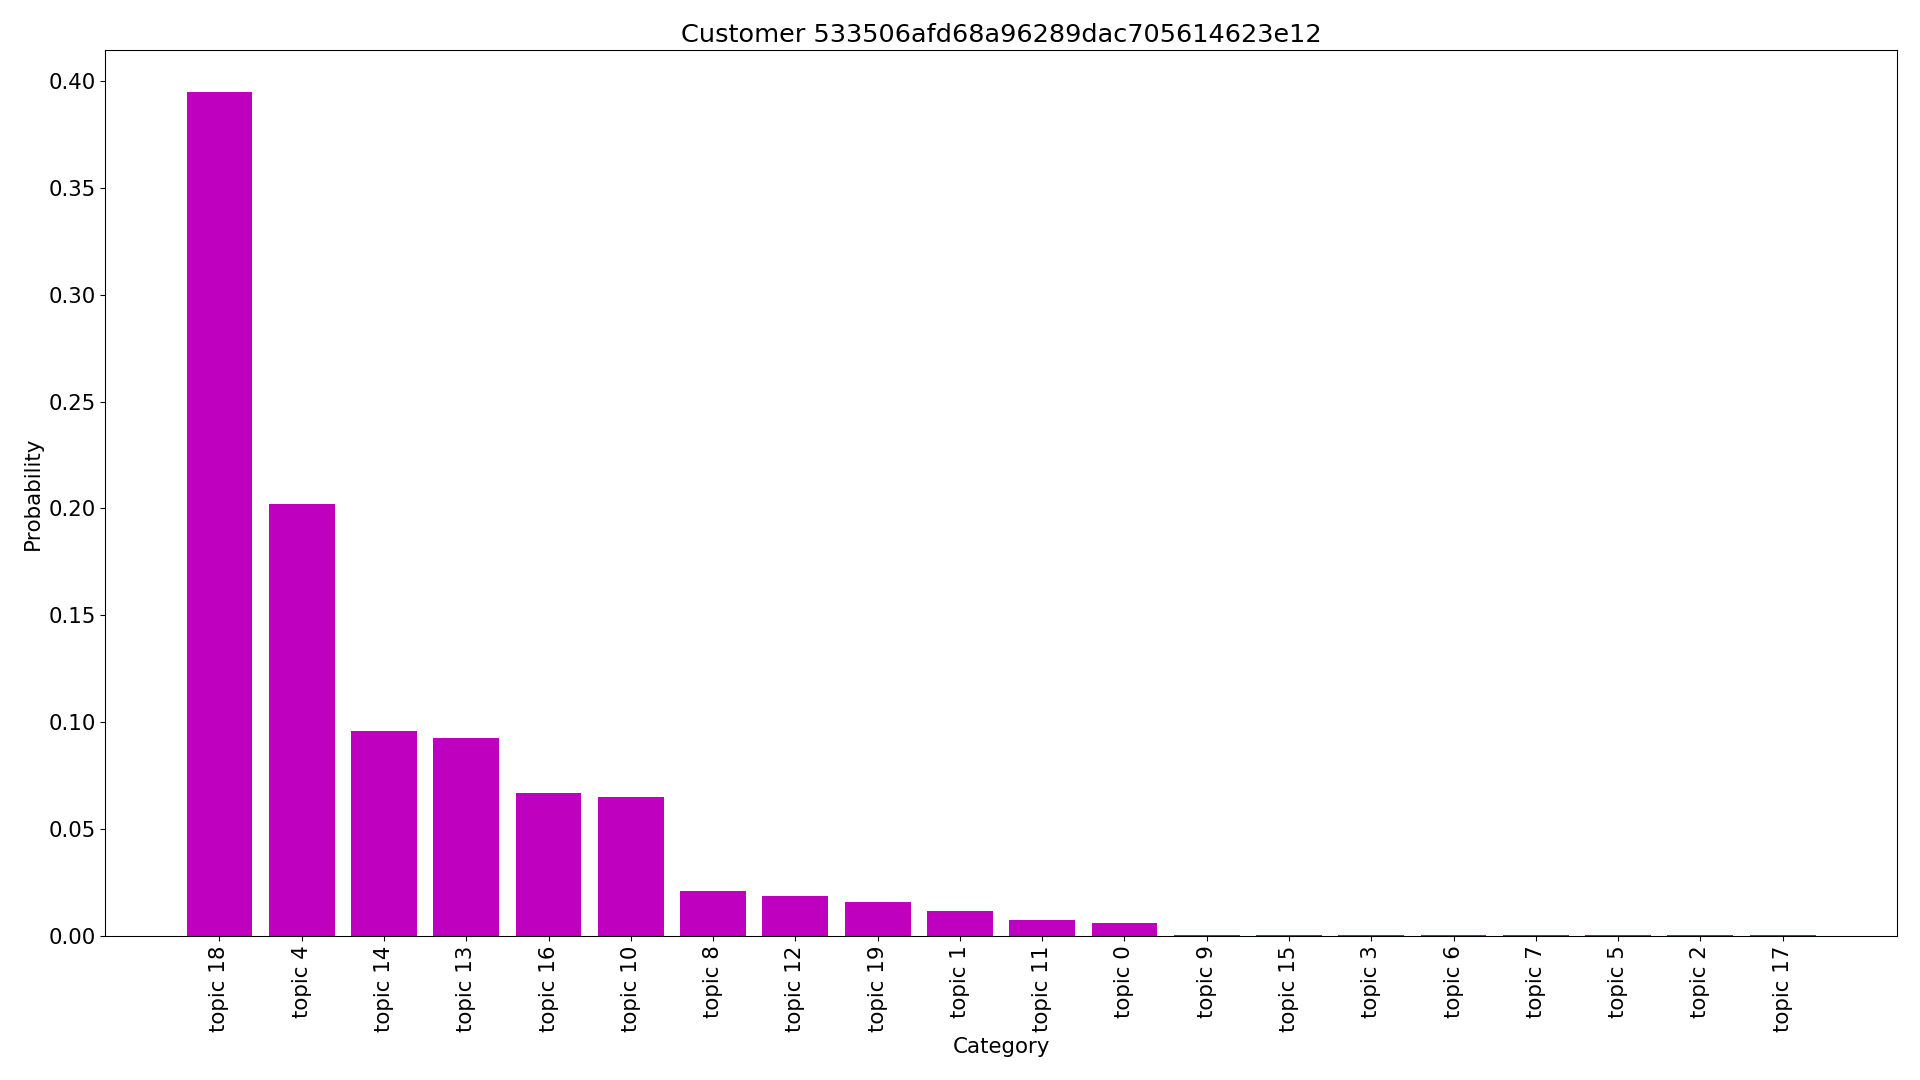 Customer 533506afd68a96289dac705614623e12
Probability
0.40
0.35
0.30
0.25
0.20
0.15
0.10
0.05
0.00
topic 18
topic 4
topic 14
topic 13
topic 16
topic 10
topic 8
topic 12
topic 19
topic 1
topic 11
topic 0
topic 9
topic 15
topic 3
topic 6
topic 7
topic 5
topic 2
topic 17
Category